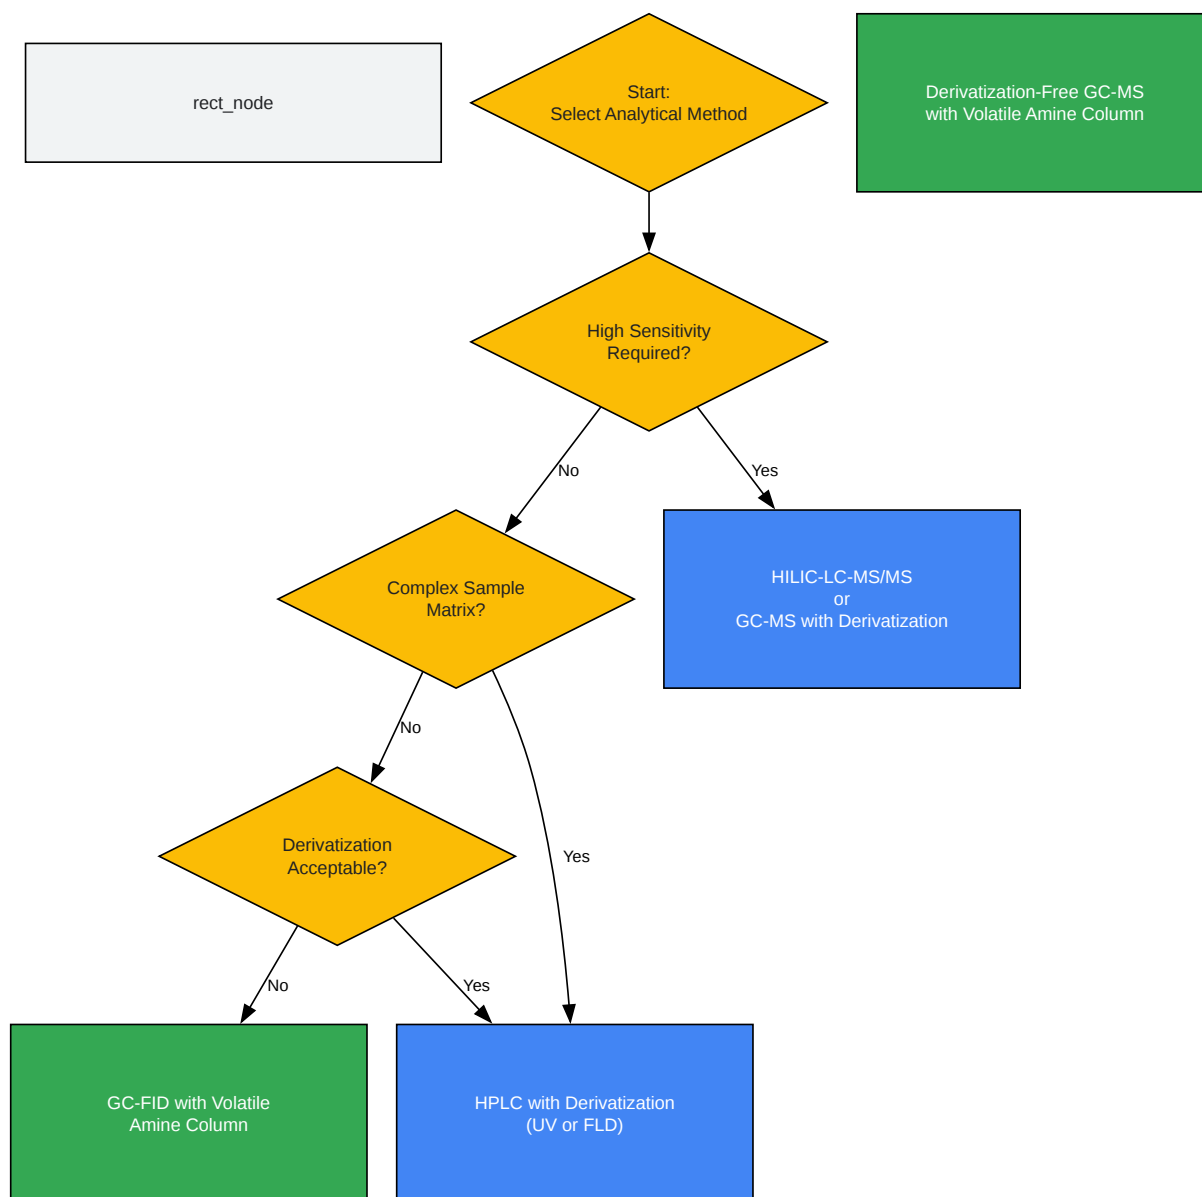 rect_node
Start:
Select Analytical Method
Derivatization-Free GC-MS
with Volatile Amine Column
High Sensitivity
Required?
No
Yes
Complex Sample
Matrix?
HILIC-LC-MS/MS
or
GC-MS with Derivatization
No
Derivatization
Acceptable?
Yes
No
Yes
GC-FID with Volatile
Amine Column
HPLC with Derivatization
(UV or FLD)